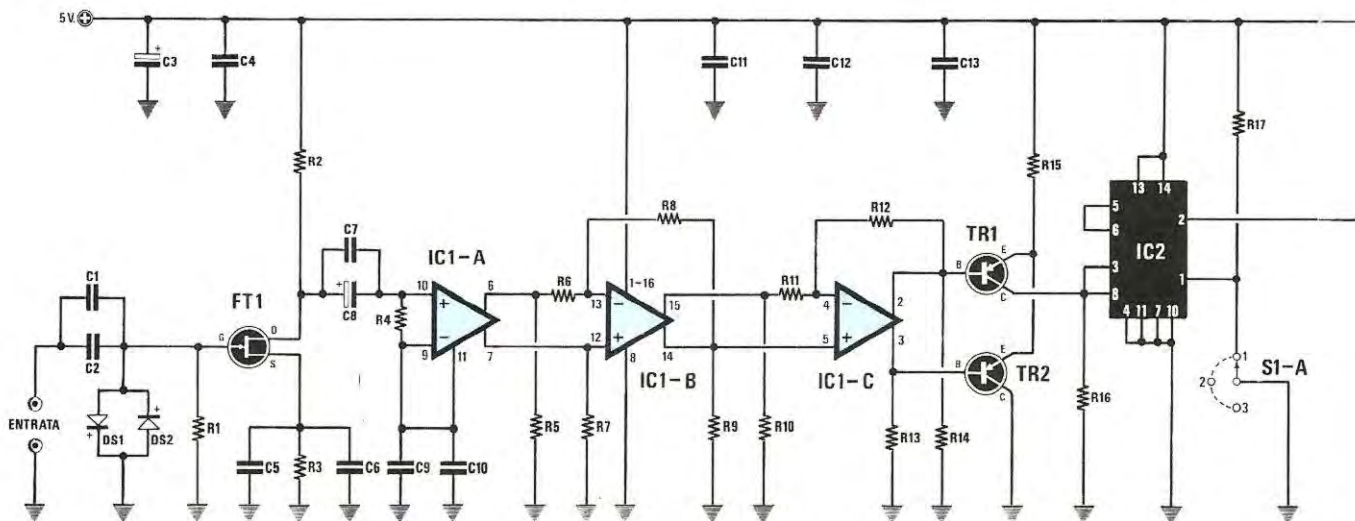 5 V.
C3
C4
R2
C11
C12
C13
R17
R15
R8
R12
C7
IC1-A
C1
FT1
C8
R4
10
6
9
11
7
R6
13
12
1-16
15
14
8
IC1-B
R11
4
5
2
3
IC1-C
TR1
B
E
C
TR2
B
E
C
13
14
5
6
2
IC2
3
8
1
4
11
7
10
G
D
S
C2
ENTRATA
DS1
DS2
R1
C5
R3
C6
C9
C10
R5
R7
R9
R10
R13
R14
R16
1
2
3
S1-A